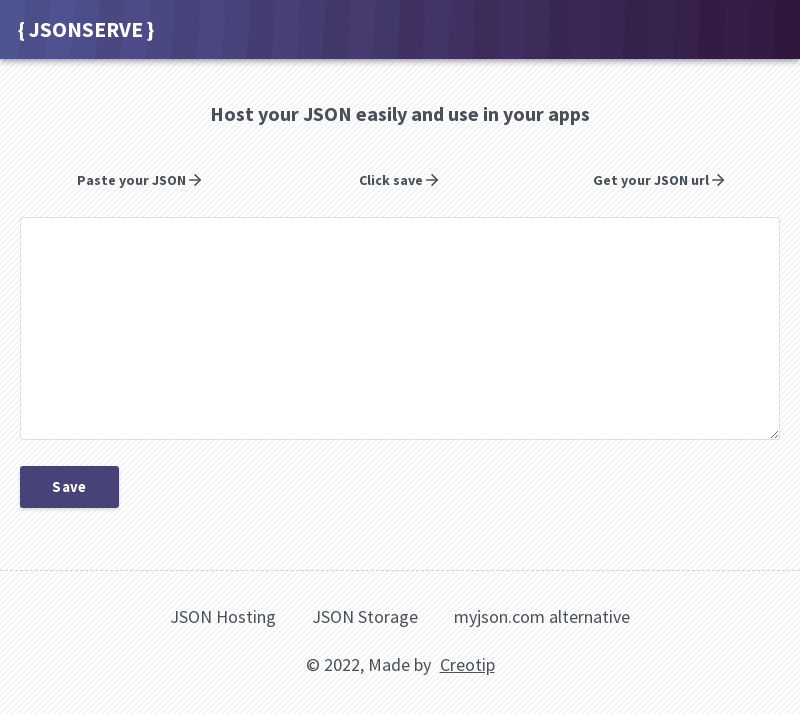 { JSONSERVE }
Host your JSON easily and use in your apps
Paste your JSON→ Click save→ Get your JSON url→
Save
JSON Hosting JSON Storage myjson.com alternative
© 2022, Made by Creotip